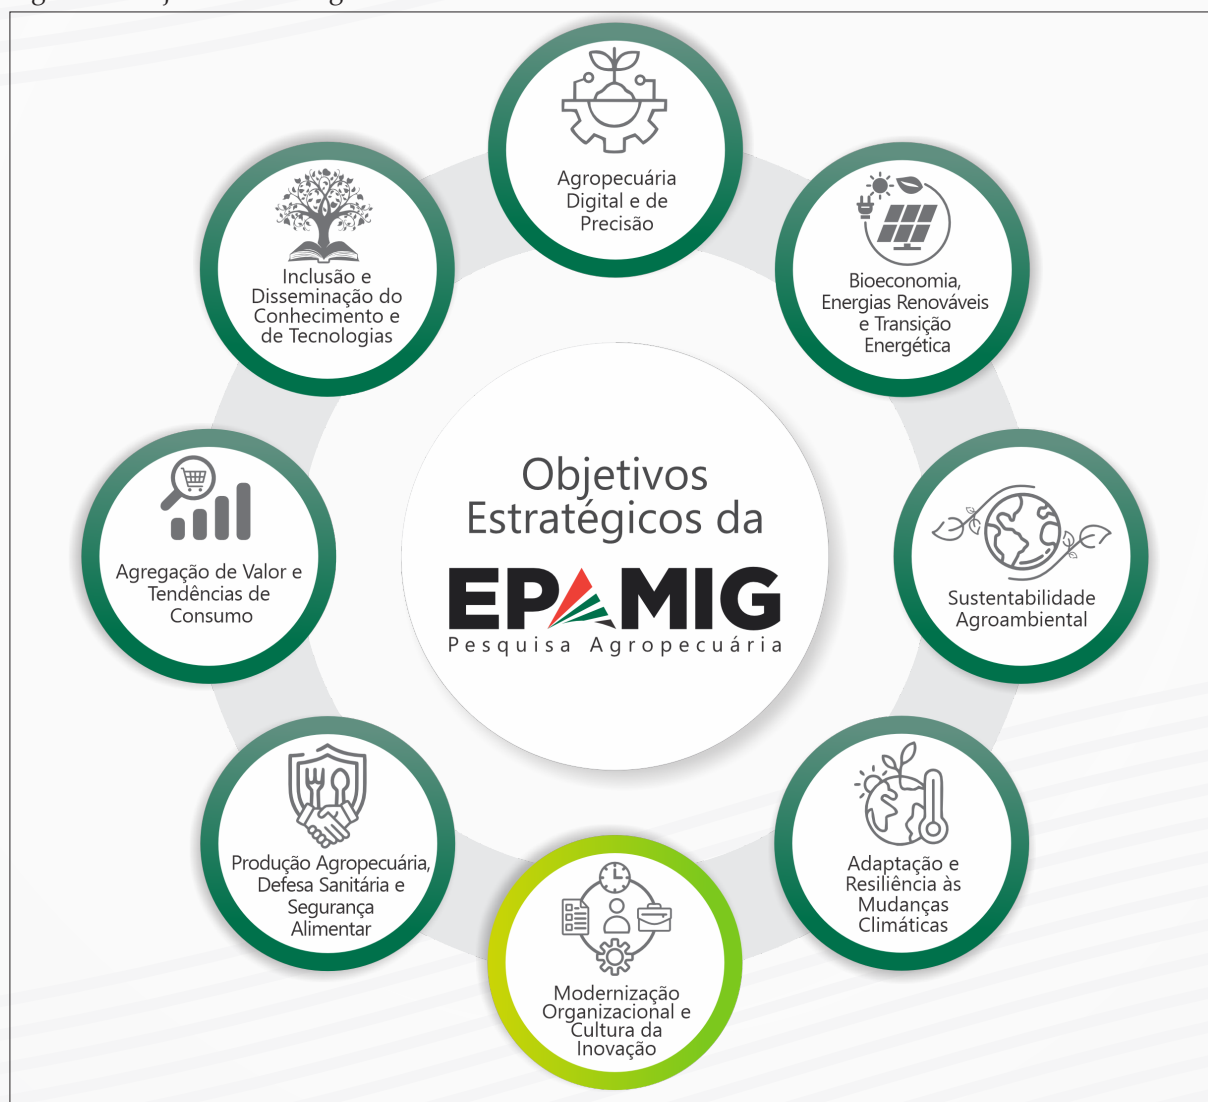 Agropecuária
Digital e de
Precisão
Bioeconomia,
Energias Renováveis
e Transição
Energética
Sustentabilidade
Agroambiental
Adaptação e
Resiliência às
Mudanças
Climáticas
Modernização
Organizacional e
Cultura da
Inovação
Produção Agropecuária,
Defesa Sanitária e
Segurança
Alimentar
Agregação de Valor e
Tendências de
Consumo
Inclusão e
Disseminação do
Conhecimento e
de Tecnologias
Objetivos
Estratégicos da
EPAMIG
Pesquisa Agropecuária